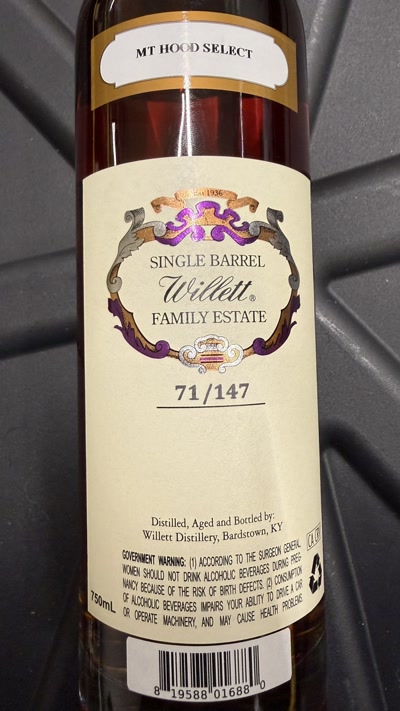 MT HOOD SELECT
SINGLE BARREL
Willett®
FAMILY ESTATE
71/147
Distilled, Aged and Bottled by:
Willett Distillery, Bardstown, KY
GOVERNMENT WARNING: (1) ACCORDING TO THE SURGEON GENERAL,
WOMEN SHOULD NOT DRINK ALCOHOLIC BEVERAGES DURING PREG-
NANCY BECAUSE OF THE RISK OF BIRTH DEFECTS. (2) CONSUMPTION
OF ALCOHOLIC BEVERAGES IMPAIRS YOUR ABILITY TO DRIVE A CAR
OR OPERATE MACHINERY, AND MAY CAUSE HEALTH PROBLEMS.
750mL
8 19588 01688 0